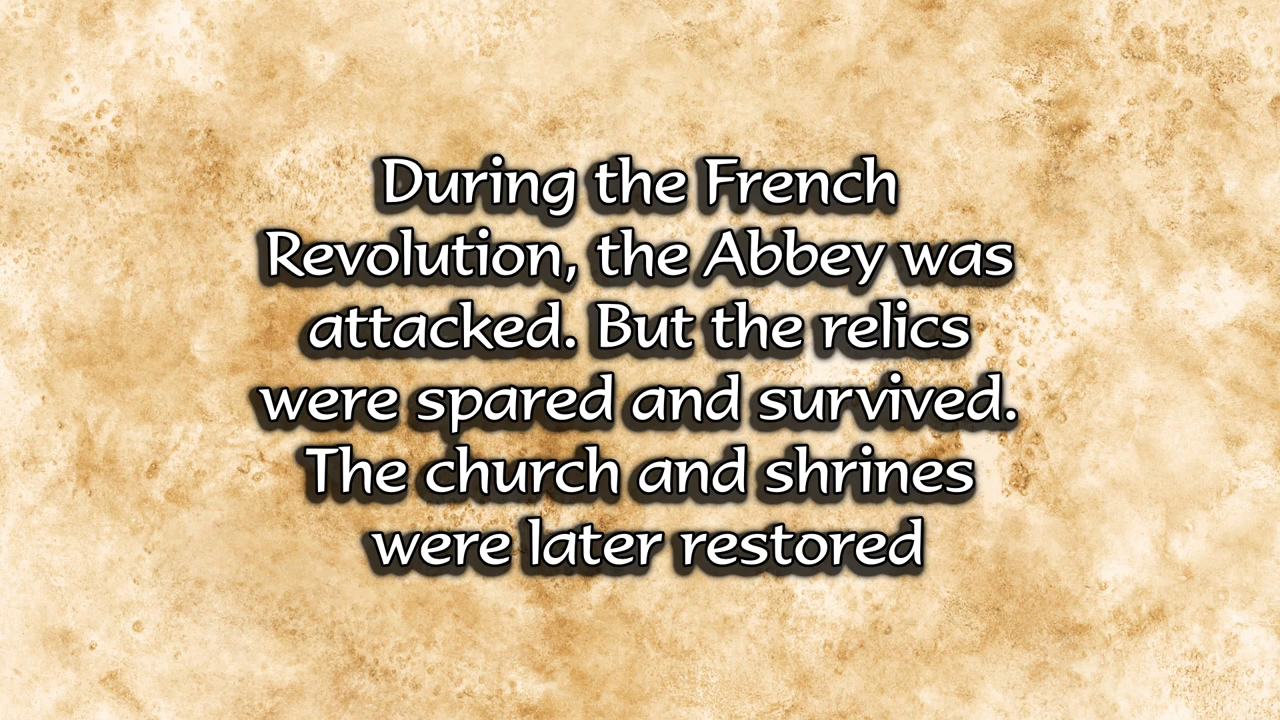 During the French
Revolution, the Abbey was
attacked. But the relics
were spared and survived.
The church and shrines
were later restored